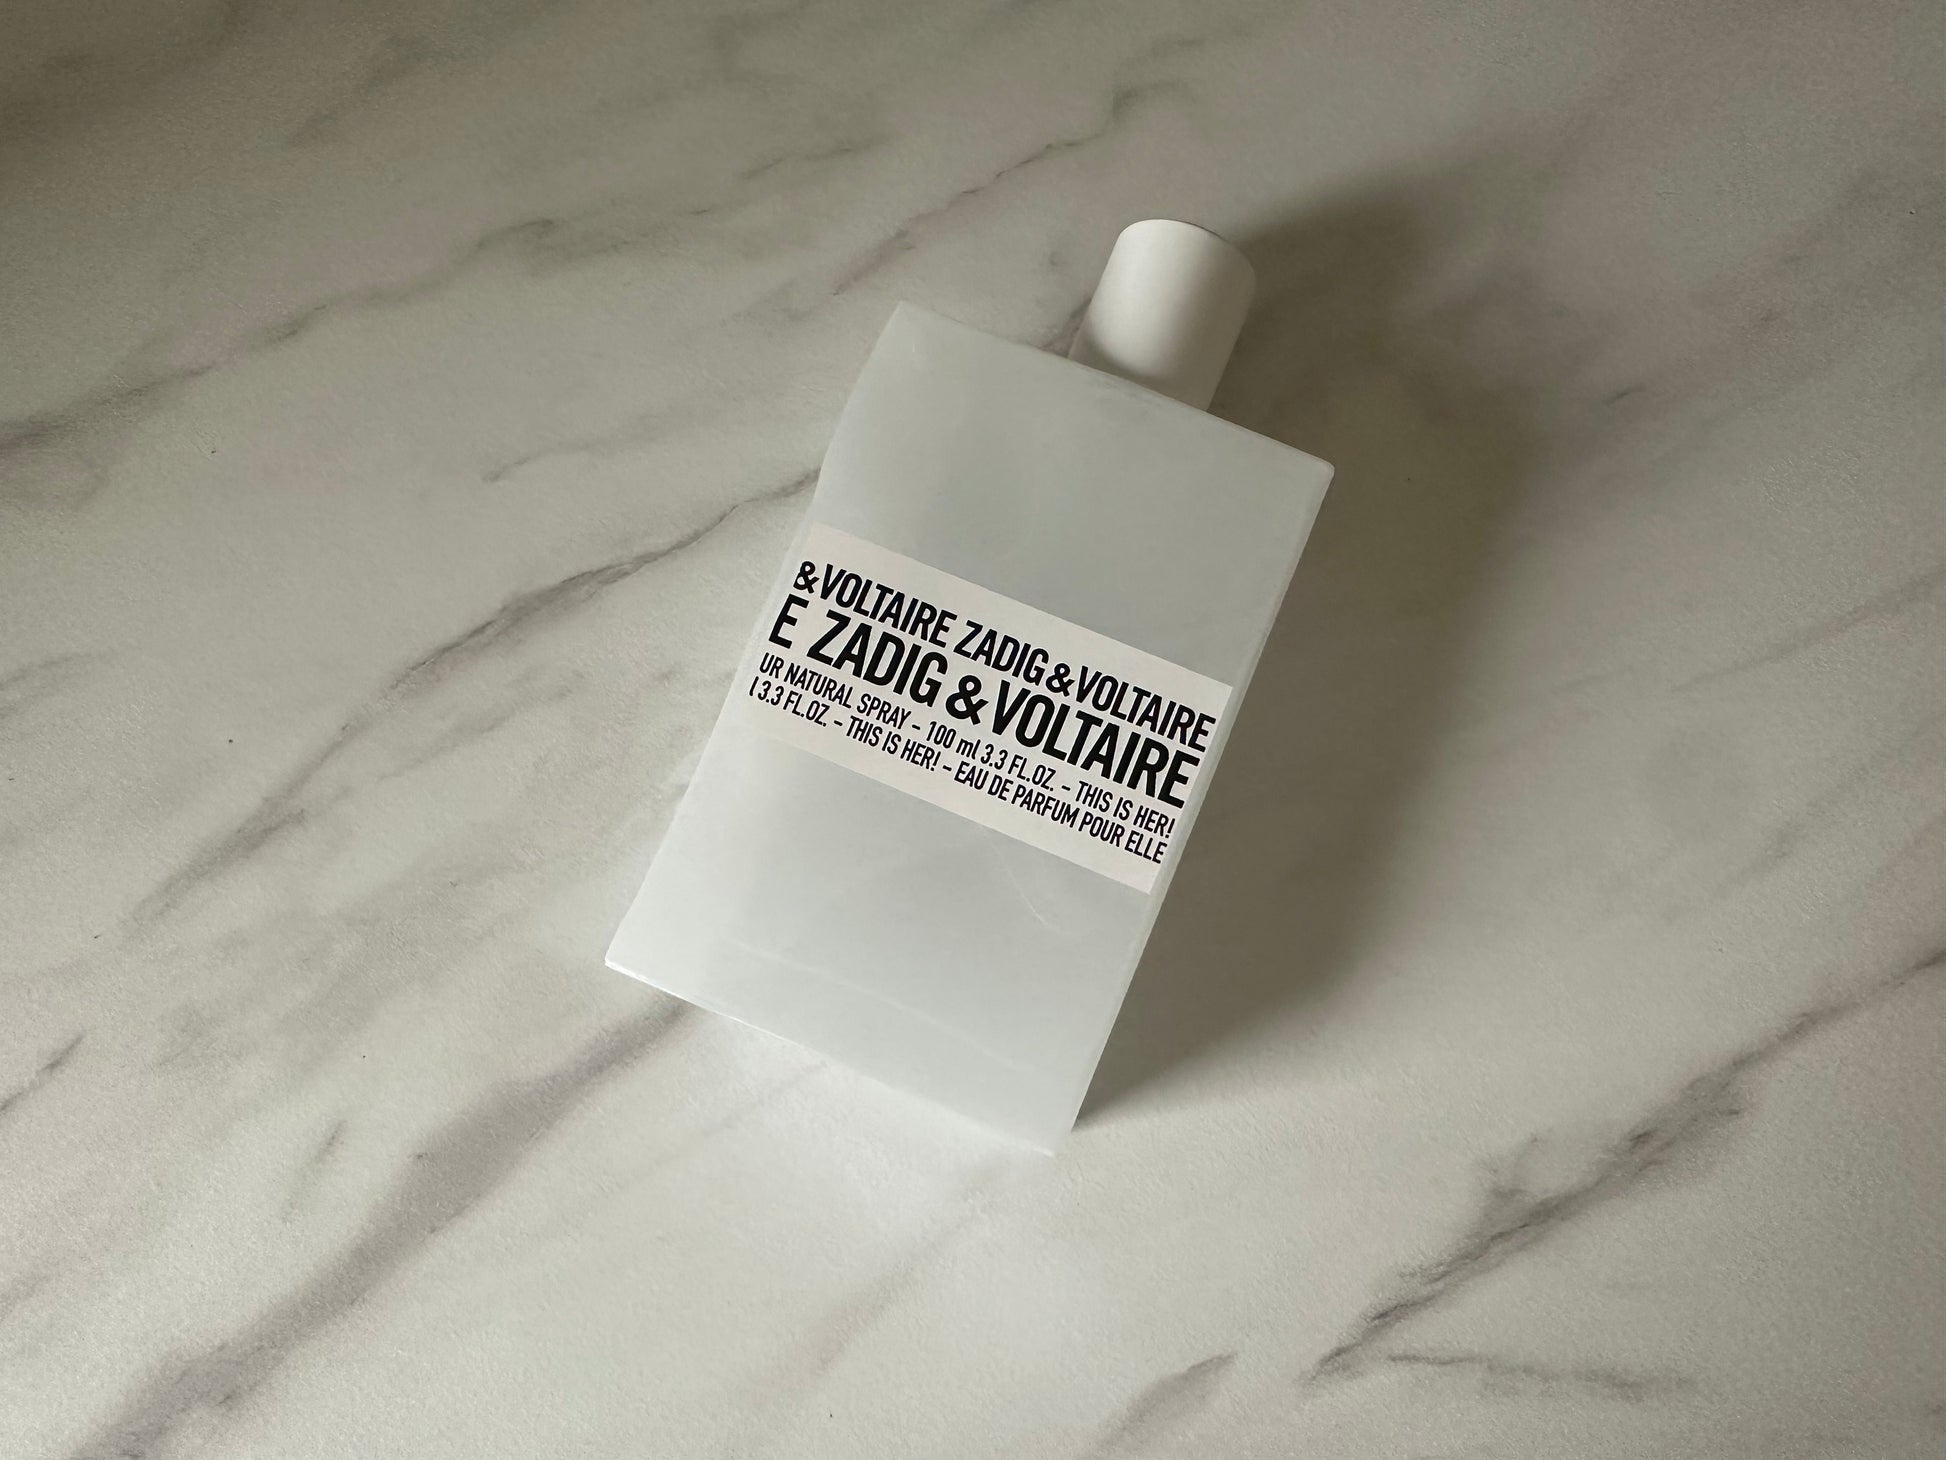 &VOLTAIRE ZADIG&VOLTAIRE
E ZADIG&VOLTAIRE
UR NATURAL SPRAY - 100 ml 3.3 FL.OZ. - THIS IS HER!
l 3.3 FL.OZ. - THIS IS HER! - EAU DE PARFUM POUR ELLE